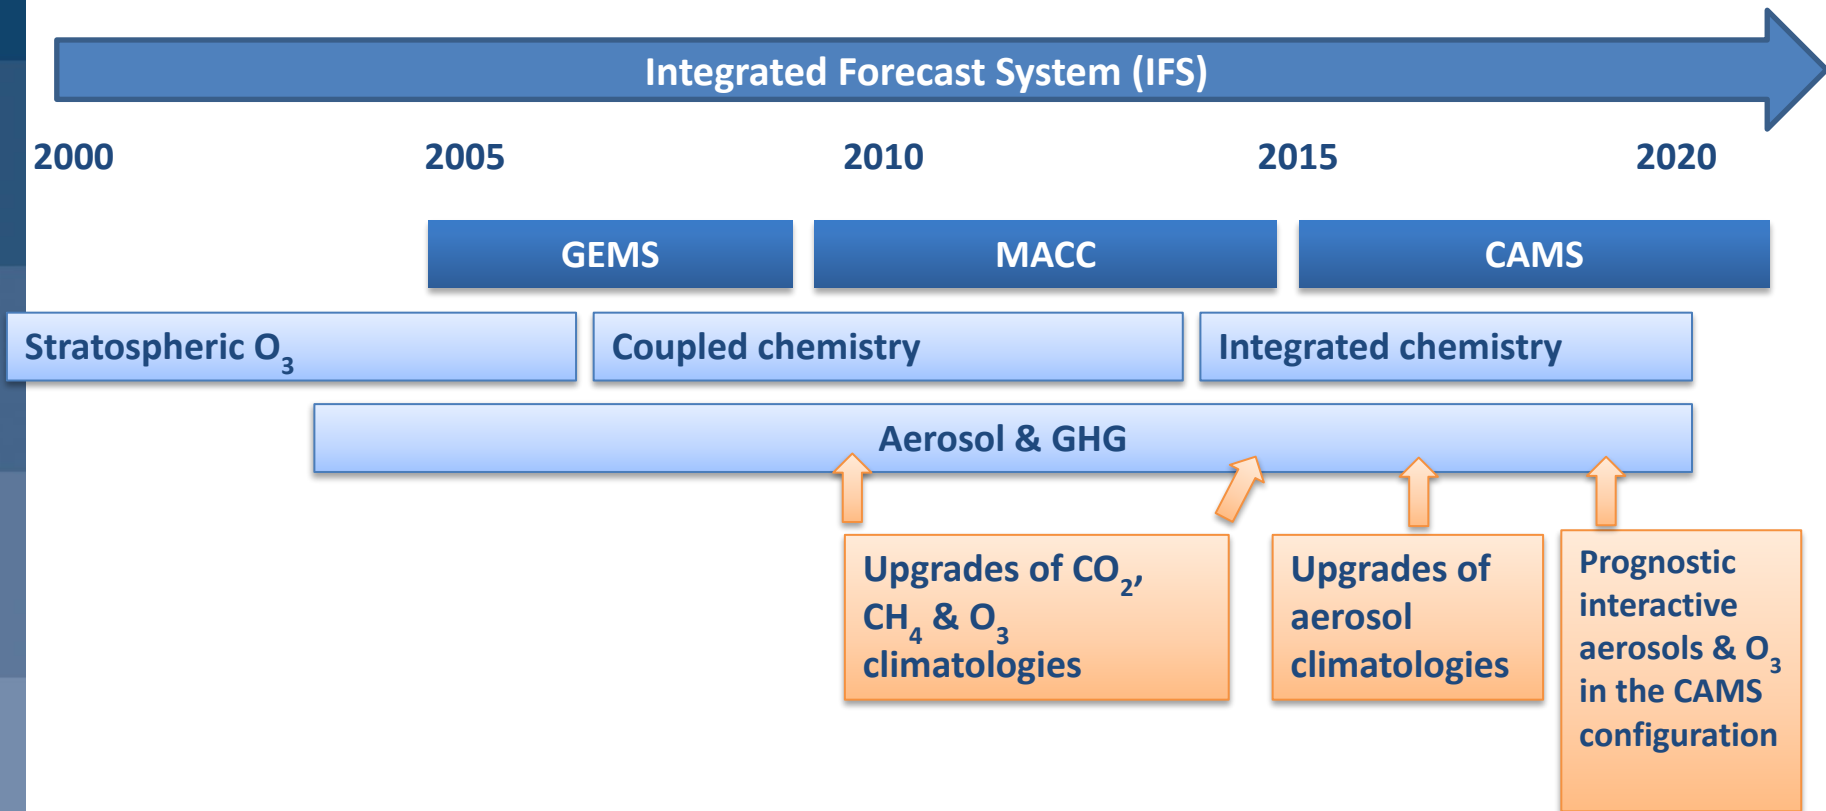 Integrated Forecast System (IFS)
2000 2005 2010 2015 2020
GEMS MACC CAMS
Stratospheric O3 Coupled chemistry Integrated chemistry
Aerosol & GHG
Upgrades of CO2,
CH4 & O3
climatologies
Upgrades of
aerosol
climatologies
Prognostic
interactive
aerosols & O3
in the CAMS
configuration